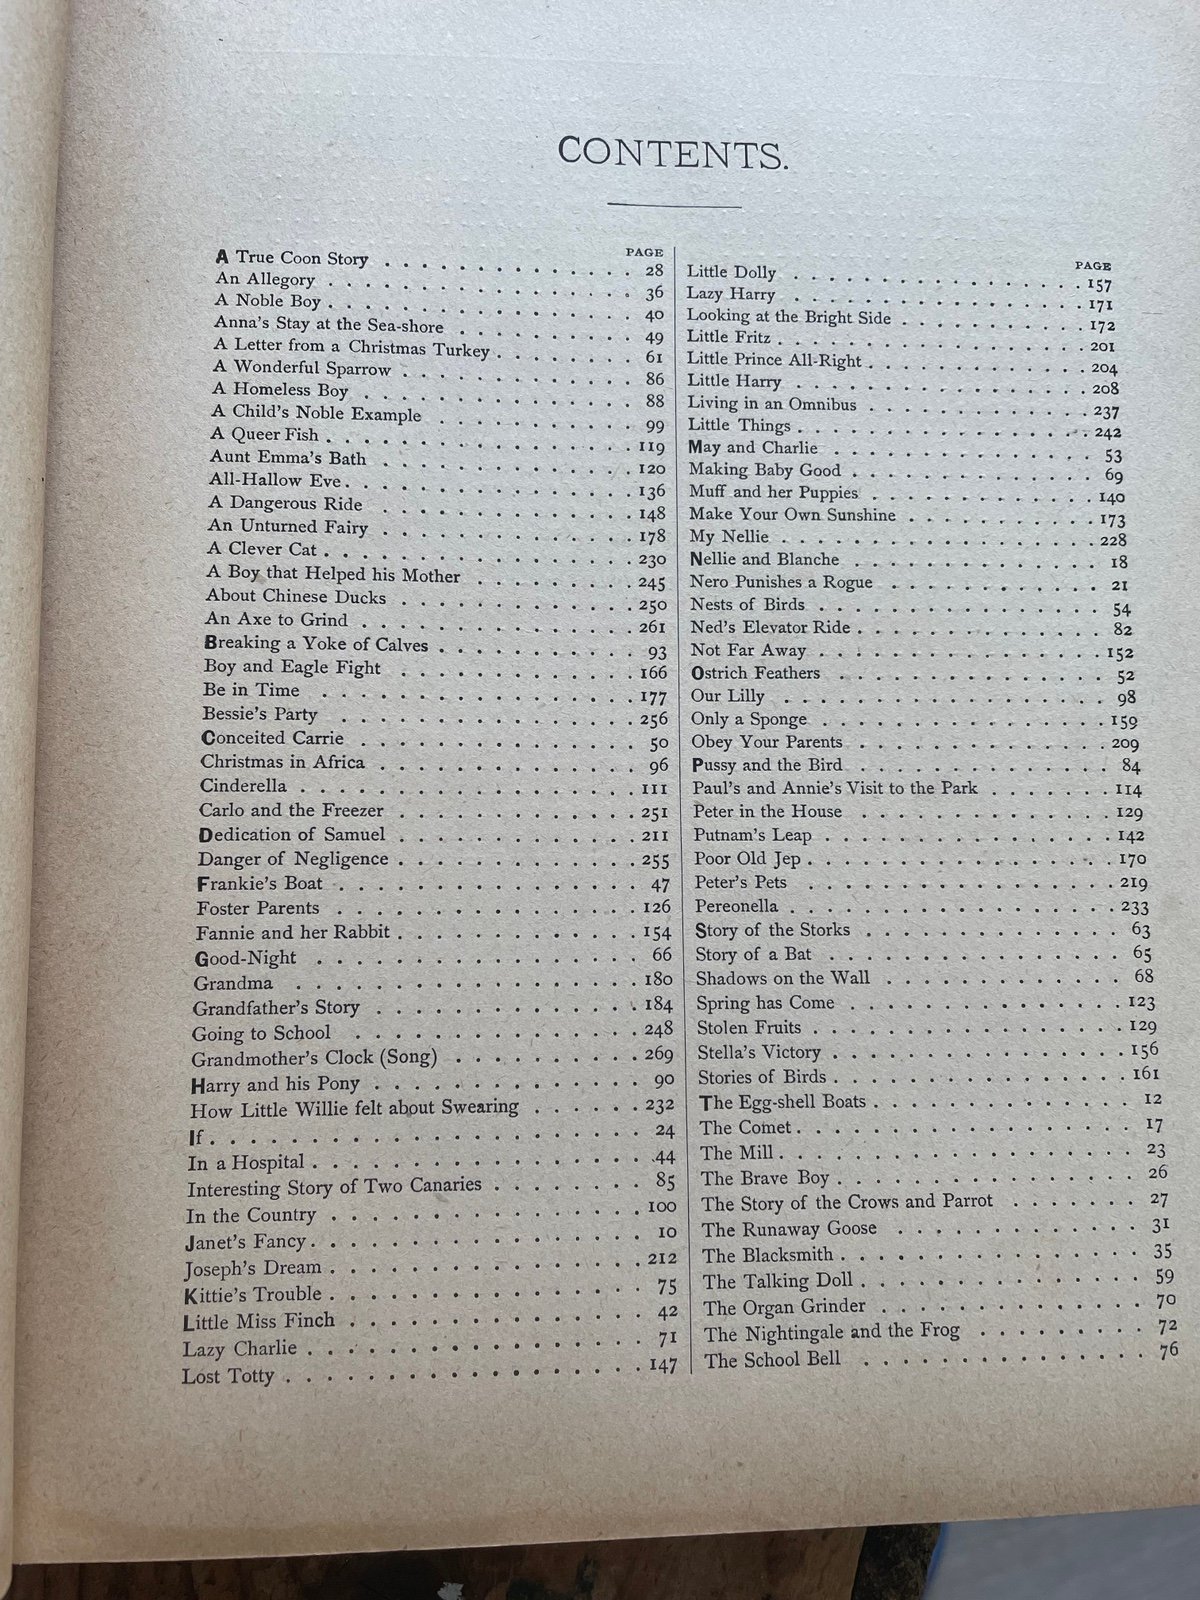 CONTENTS.
PAGE
A True Coon Story . . . . . . . . . . . . . . 28
An Allegory . . . . . . . . . . . . . . . . 36
A Noble Boy . . . . . . . . . . . . . . . . 40
Anna's Stay at the Sea-shore . . . . . . . . . . 49
A Letter from a Christmas Turkey . . . . . . . . 61
A Wonderful Sparrow . . . . . . . . . . . . . 86
A Homeless Boy . . . . . . . . . . . . . . . 88
A Child's Noble Example . . . . . . . . . . . 99
A Queer Fish . . . . . . . . . . . . . . . . 119
Aunt Emma's Bath . . . . . . . . . . . . . . 120
All-Hallow Eve . . . . . . . . . . . . . . . 136
A Dangerous Ride . . . . . . . . . . . . . . 148
An Unturned Fairy . . . . . . . . . . . . . . 178
A Clever Cat . . . . . . . . . . . . . . . . 230
A Boy that Helped his Mother . . . . . . . . . 245
About Chinese Ducks . . . . . . . . . . . . . 250
An Axe to Grind . . . . . . . . . . . . . . . 261
Breaking a Yoke of Calves . . . . . . . . . . . 93
Boy and Eagle Fight . . . . . . . . . . . . . 166
Be in Time . . . . . . . . . . . . . . . . . 177
Bessie's Party . . . . . . . . . . . . . . . . 256
Conceited Carrie . . . . . . . . . . . . . . . 50
Christmas in Africa . . . . . . . . . . . . . . 96
Cinderella . . . . . . . . . . . . . . . . . 111
Carlo and the Freezer . . . . . . . . . . . . . 251
Dedication of Samuel . . . . . . . . . . . . . 211
Danger of Negligence . . . . . . . . . . . . . 255
Frankie's Boat . . . . . . . . . . . . . . . . 47
Foster Parents . . . . . . . . . . . . . . . . 126
Fannie and her Rabbit . . . . . . . . . . . . . 154
Good-Night . . . . . . . . . . . . . . . . . 66
Grandma . . . . . . . . . . . . . . . . . . 180
Grandfather's Story . . . . . . . . . . . . . . 184
Going to School . . . . . . . . . . . . . . . 248
Grandmother's Clock (Song) . . . . . . . . . . 269
Harry and his Pony . . . . . . . . . . . . . . 90
How Little Willie felt about Swearing . . . . . . 232
If . . . . . . . . . . . . . . . . . . . . . 24
In a Hospital . . . . . . . . . . . . . . . . . 44
Interesting Story of Two Canaries . . . . . . . . 85
In the Country . . . . . . . . . . . . . . . . 100
Janet's Fancy . . . . . . . . . . . . . . . . . 10
Joseph's Dream . . . . . . . . . . . . . . . . 212
Kittie's Trouble . . . . . . . . . . . . . . . . 75
Little Miss Finch . . . . . . . . . . . . . . . 42
Lazy Charlie . . . . . . . . . . . . . . . . . 71
Lost Totty . . . . . . . . . . . . . . . . . . 147
PAGE
Little Dolly . . . . . . . . . . . . . . . . . 157
Lazy Harry . . . . . . . . . . . . . . . . . 171
Looking at the Bright Side . . . . . . . . . . . 172
Little Fritz . . . . . . . . . . . . . . . . . . 201
Little Prince All-Right . . . . . . . . . . . . . 204
Little Harry . . . . . . . . . . . . . . . . . 208
Living in an Omnibus . . . . . . . . . . . . . 237
Little Things . . . . . . . . . . . . . . . . . 242
May and Charlie . . . . . . . . . . . . . . . 53
Making Baby Good . . . . . . . . . . . . . . 69
Muff and her Puppies . . . . . . . . . . . . . 140
Make Your Own Sunshine . . . . . . . . . . . 173
My Nellie . . . . . . . . . . . . . . . . . . 228
Nellie and Blanche . . . . . . . . . . . . . . 18
Nero Punishes a Rogue . . . . . . . . . . . . 21
Nests of Birds . . . . . . . . . . . . . . . . 54
Ned's Elevator Ride . . . . . . . . . . . . . . 82
Not Far Away . . . . . . . . . . . . . . . . 152
Ostrich Feathers . . . . . . . . . . . . . . . 52
Our Lilly . . . . . . . . . . . . . . . . . . 98
Only a Sponge . . . . . . . . . . . . . . . . 159
Obey Your Parents . . . . . . . . . . . . . . 209
Pussy and the Bird . . . . . . . . . . . . . . 84
Paul's and Annie's Visit to the Park . . . . . . . 114
Peter in the House . . . . . . . . . . . . . . 129
Putnam's Leap . . . . . . . . . . . . . . . . 142
Poor Old Jep . . . . . . . . . . . . . . . . . 170
Peter's Pets . . . . . . . . . . . . . . . . . 219
Pereonella . . . . . . . . . . . . . . . . . . 233
Story of the Storks . . . . . . . . . . . . . . 63
Story of a Bat . . . . . . . . . . . . . . . . 65
Shadows on the Wall . . . . . . . . . . . . . 68
Spring has Come . . . . . . . . . . . . . . . 123
Stolen Fruits . . . . . . . . . . . . . . . . . 129
Stella's Victory . . . . . . . . . . . . . . . . 156
Stories of Birds . . . . . . . . . . . . . . . . 161
The Egg-shell Boats . . . . . . . . . . . . . . 12
The Comet . . . . . . . . . . . . . . . . . . 17
The Mill . . . . . . . . . . . . . . . . . . . 23
The Brave Boy . . . . . . . . . . . . . . . . 26
The Story of the Crows and Parrot . . . . . . . 27
The Runaway Goose . . . . . . . . . . . . . . 31
The Blacksmith . . . . . . . . . . . . . . . . 35
The Talking Doll . . . . . . . . . . . . . . . 59
The Organ Grinder . . . . . . . . . . . . . . 70
The Nightingale and the Frog . . . . . . . . . 72
The School Bell . . . . . . . . . . . . . . . 76